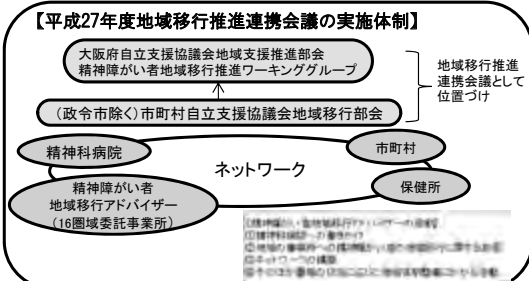 【平成27年度地域移行推進連携会議の実施体制】
大阪府自立支援協議会地域支援推進部会
精神障がい者地域移行推進ワーキンググループ
地域移行推進
連携会議として
位置づけ
(政令市除く)市町村自立支援協議会地域移行部会
精神科病院
市町村
ネットワーク
精神障がい者
地域移行アドバイザー
(16圏域委託事業所)
保健所